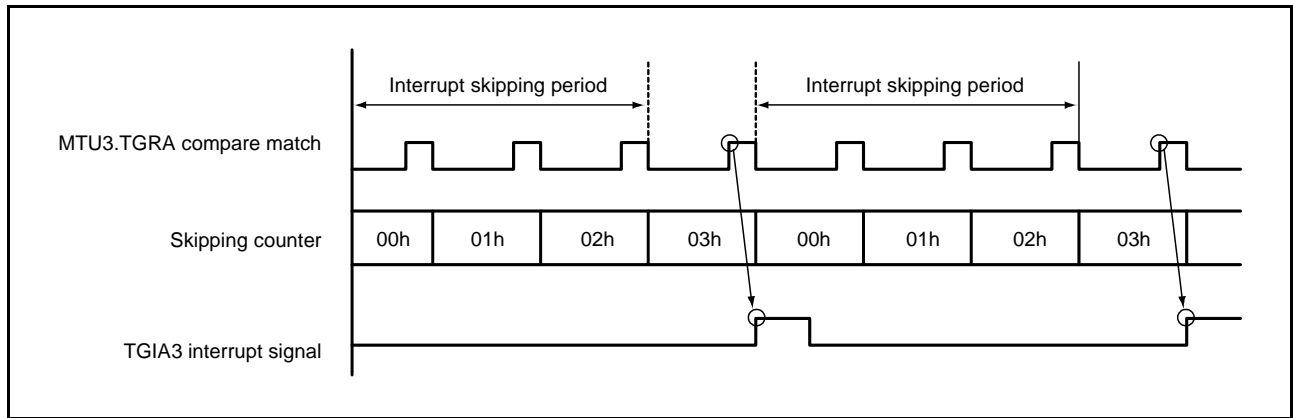 Interrupt skipping period Interrupt skipping period
MTU3.TGRA compare match
Skipping counter 00h 01h 02h 03h 00h 01h 02h 03h
TGIA3 interrupt signal